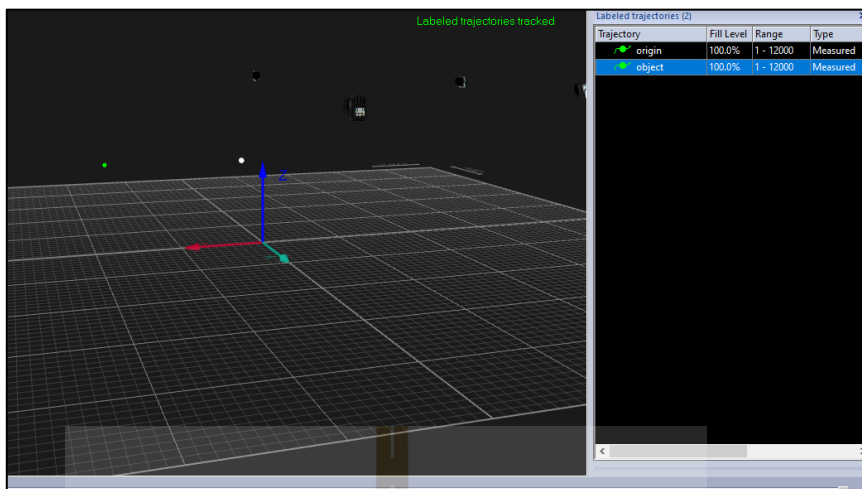 Labeled trajectories tracked
Labeled trajectories (2)
Trajectory Fill Level Range Type
origin 100.0% 1 - 12000 Measured
object 100.0% 1 - 12000 Measured
Z